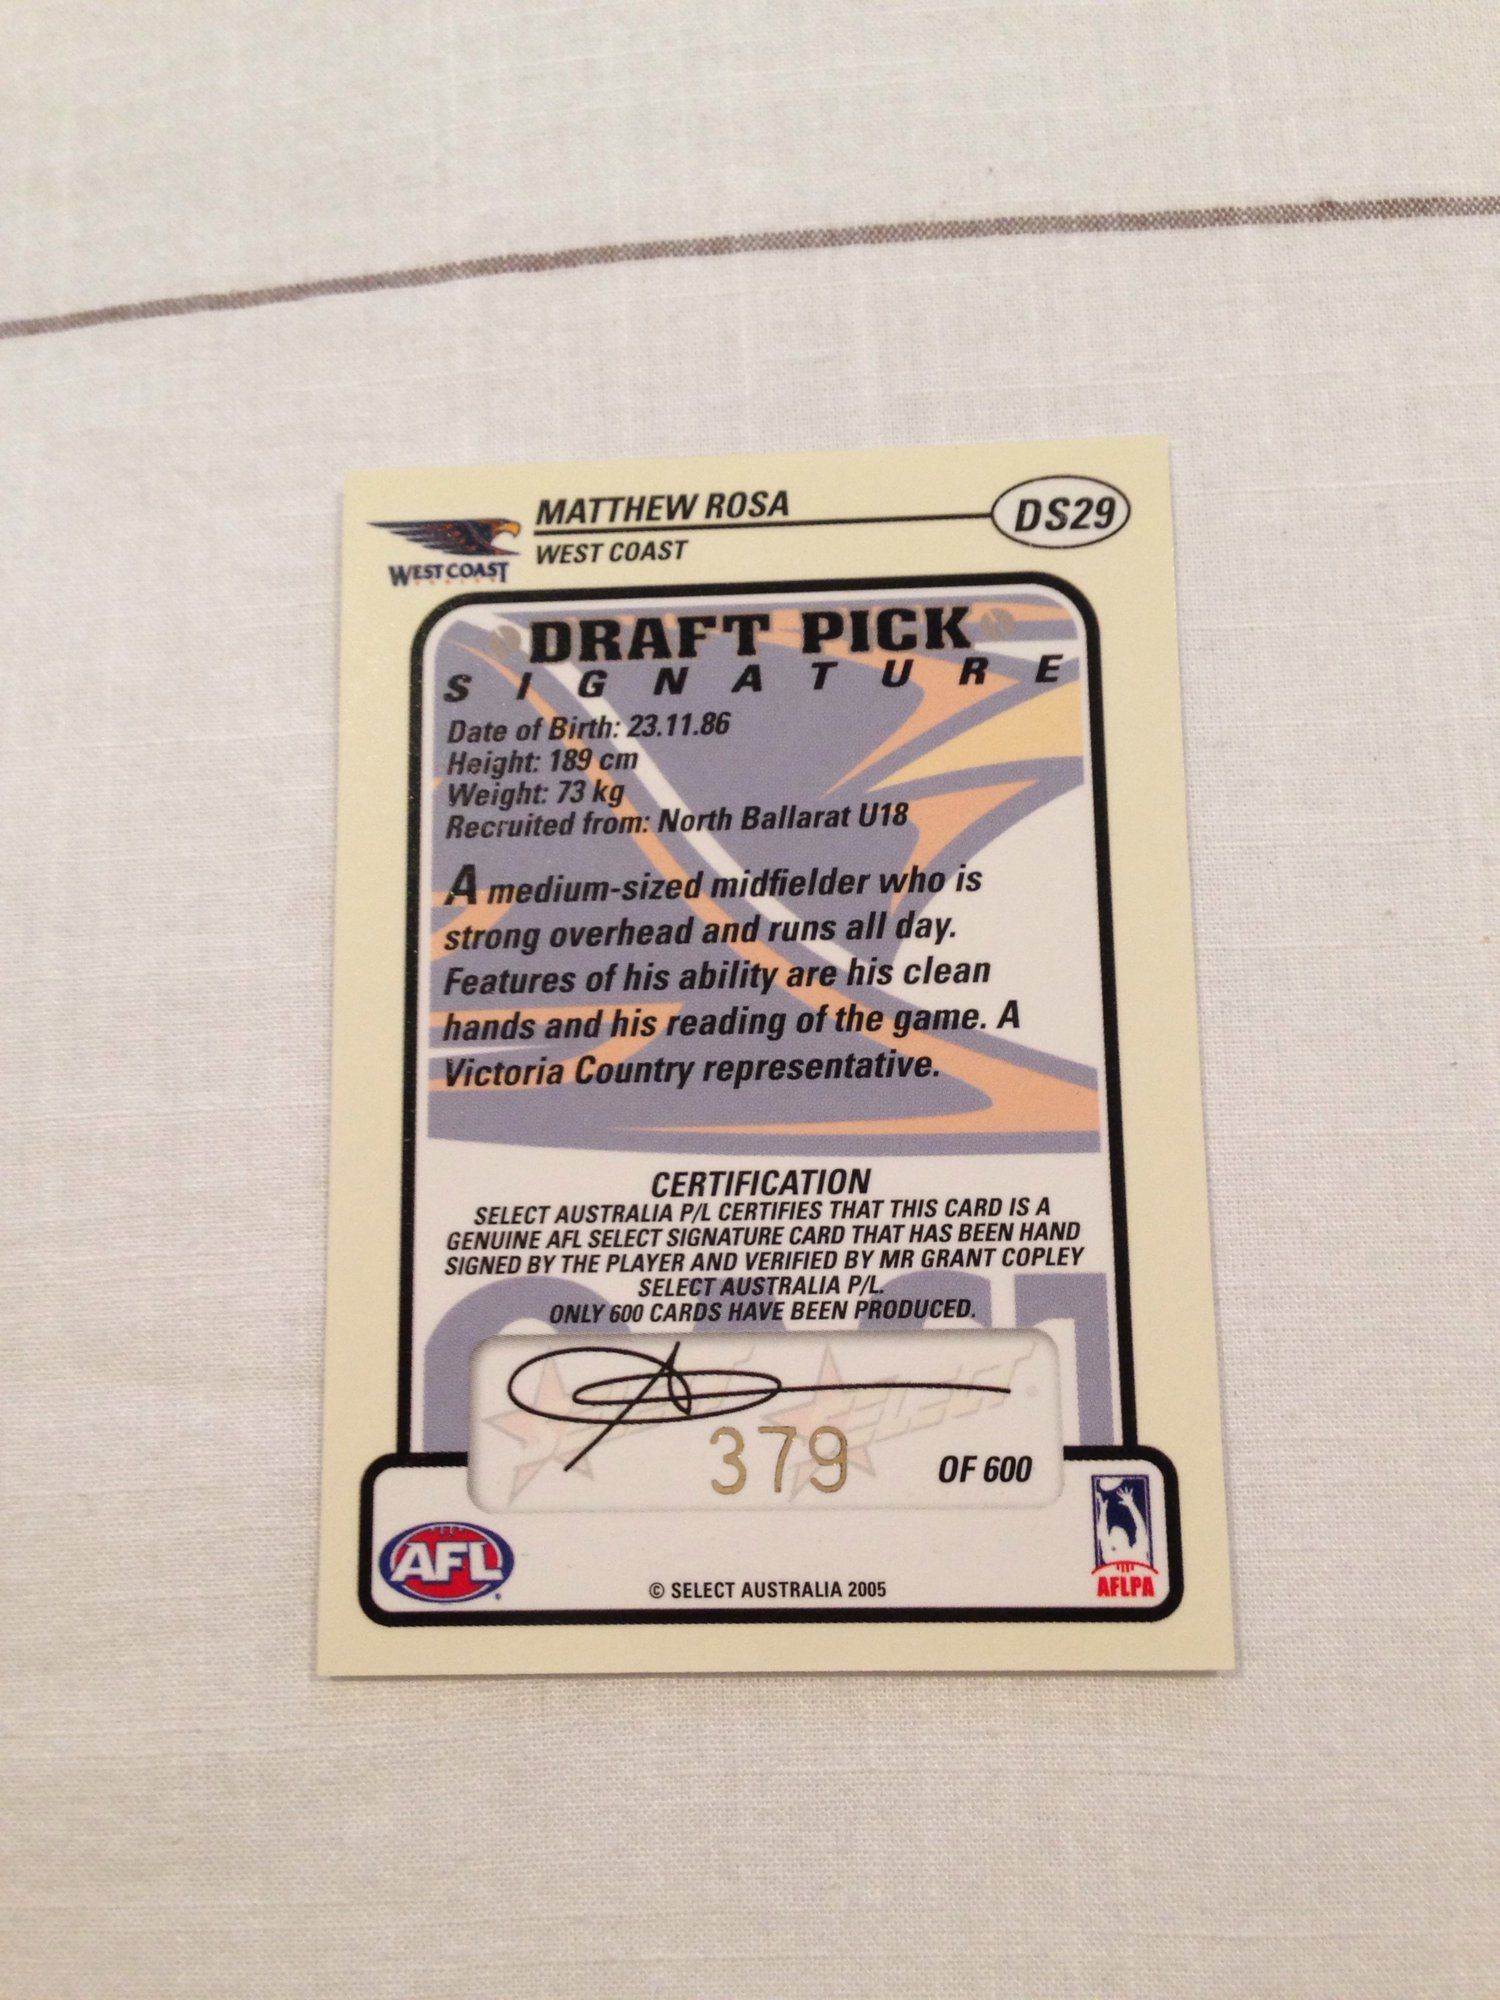 MATTHEW ROSA
DS29
WEST COAST
WEST COAST
DRAFT PICK
SIGNATURE
Date of Birth: 23.11.86
Height: 189 cm
Weight: 73 kg
Recruited from: North Ballarat U18
A medium-sized midfielder who is
strong overhead and runs all day.
Features of his ability are his clean
hands and his reading of the game. A
Victoria Country representative.
CERTIFICATION
SELECT AUSTRALIA P/L CERTIFIES THAT THIS CARD IS A
GENUINE AFL SELECT SIGNATURE CARD THAT HAS BEEN HAND
SIGNED BY THE PLAYER AND VERIFIED BY MR GRANT COPLEY
SELECT AUSTRALIA P/L.
ONLY 600 CARDS HAVE BEEN PRODUCED.
SELECT SELECT
379 OF 600
AFL
© SELECT AUSTRALIA 2005
AFLPA